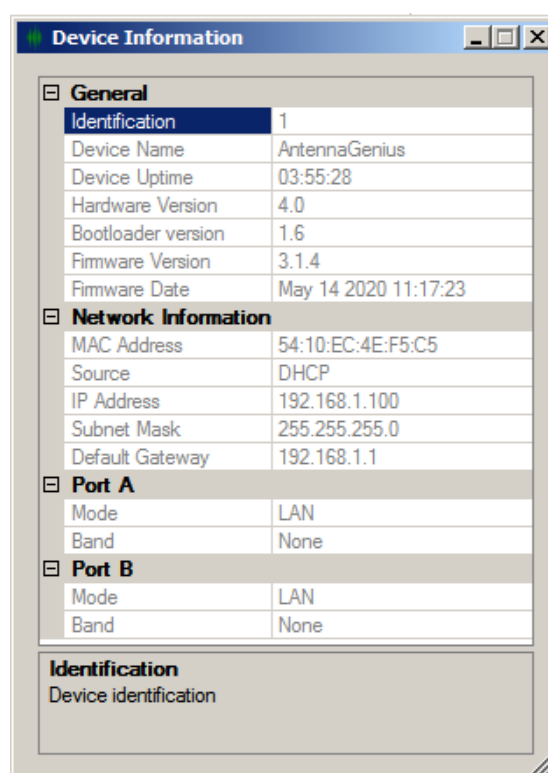 Device Information
General
Identification 1
Device Name AntennaGenius
Device Uptime 03:55:28
Hardware Version 4.0
Bootloader version 1.6
Firmware Version 3.1.4
Firmware Date May 14 2020 11:17:23
Network Information
MAC Address 54:10:EC:4E:F5:C5
Source DHCP
IP Address 192.168.1.100
Subnet Mask 255.255.255.0
Default Gateway 192.168.1.1
Port A
Mode LAN
Band None
Port B
Mode LAN
Band None
Identification
Device identification